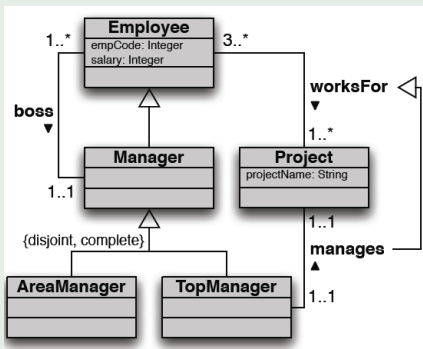 Employee
empCode: Integer
salary: Integer
1..*
3..*
boss
▼
worksFor
▼
1..*
Manager
Project
projectName: String
1..1
1..1
{disjoint, complete}
manages
▲
AreaManager
TopManager
1..1